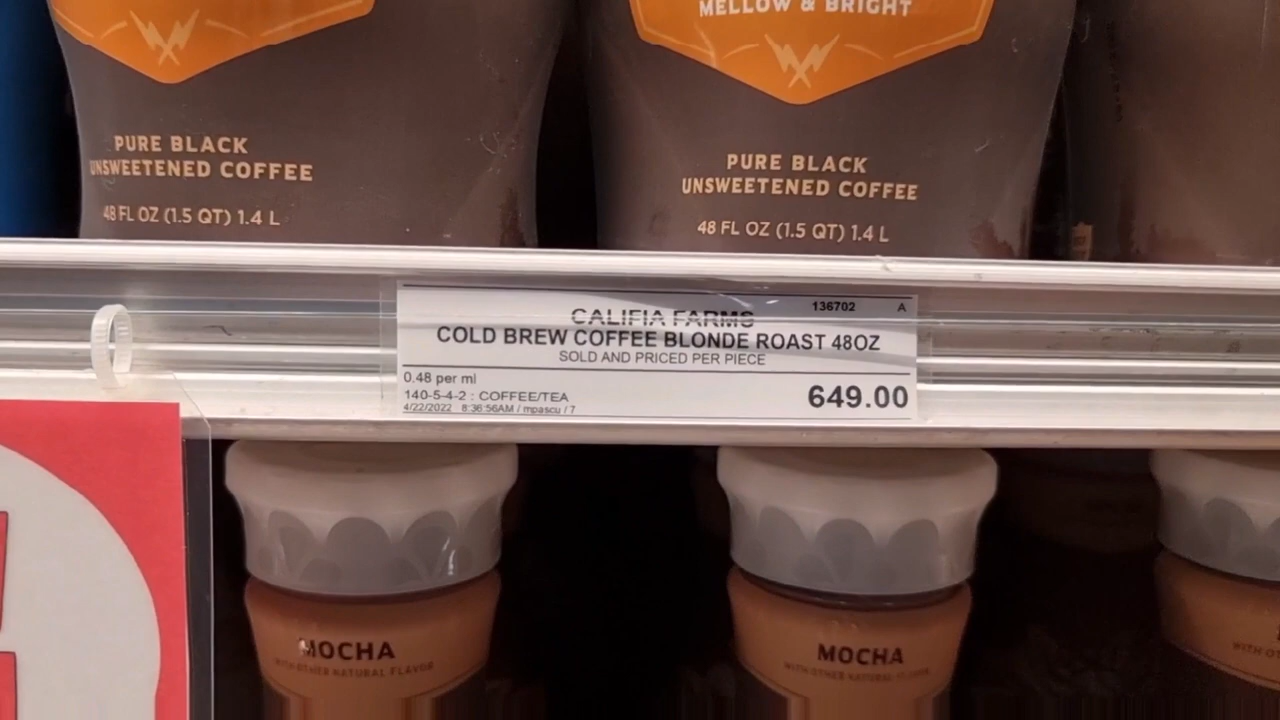 MELLOW & BRIGHT
PURE BLACK
UNSWEETENED COFFEE
48 FL OZ (1.5 QT) 1.4 L
PURE BLACK
UNSWEETENED COFFEE
48 FL OZ (1.5 QT) 1.4 L
136702 A
CALIFIA FARMS
COLD BREW COFFEE BLONDE ROAST 48OZ
SOLD AND PRICED PER PIECE
0.48 per ml
140-5-4-2 : COFFEE/TEA
649.00
4/22/2022 8:36:56AM / mpascu / 7
MOCHA
WITH OTHER NATURAL FLAVOR
MOCHA
WITH OTHER NATURAL FLAVOR
WITH